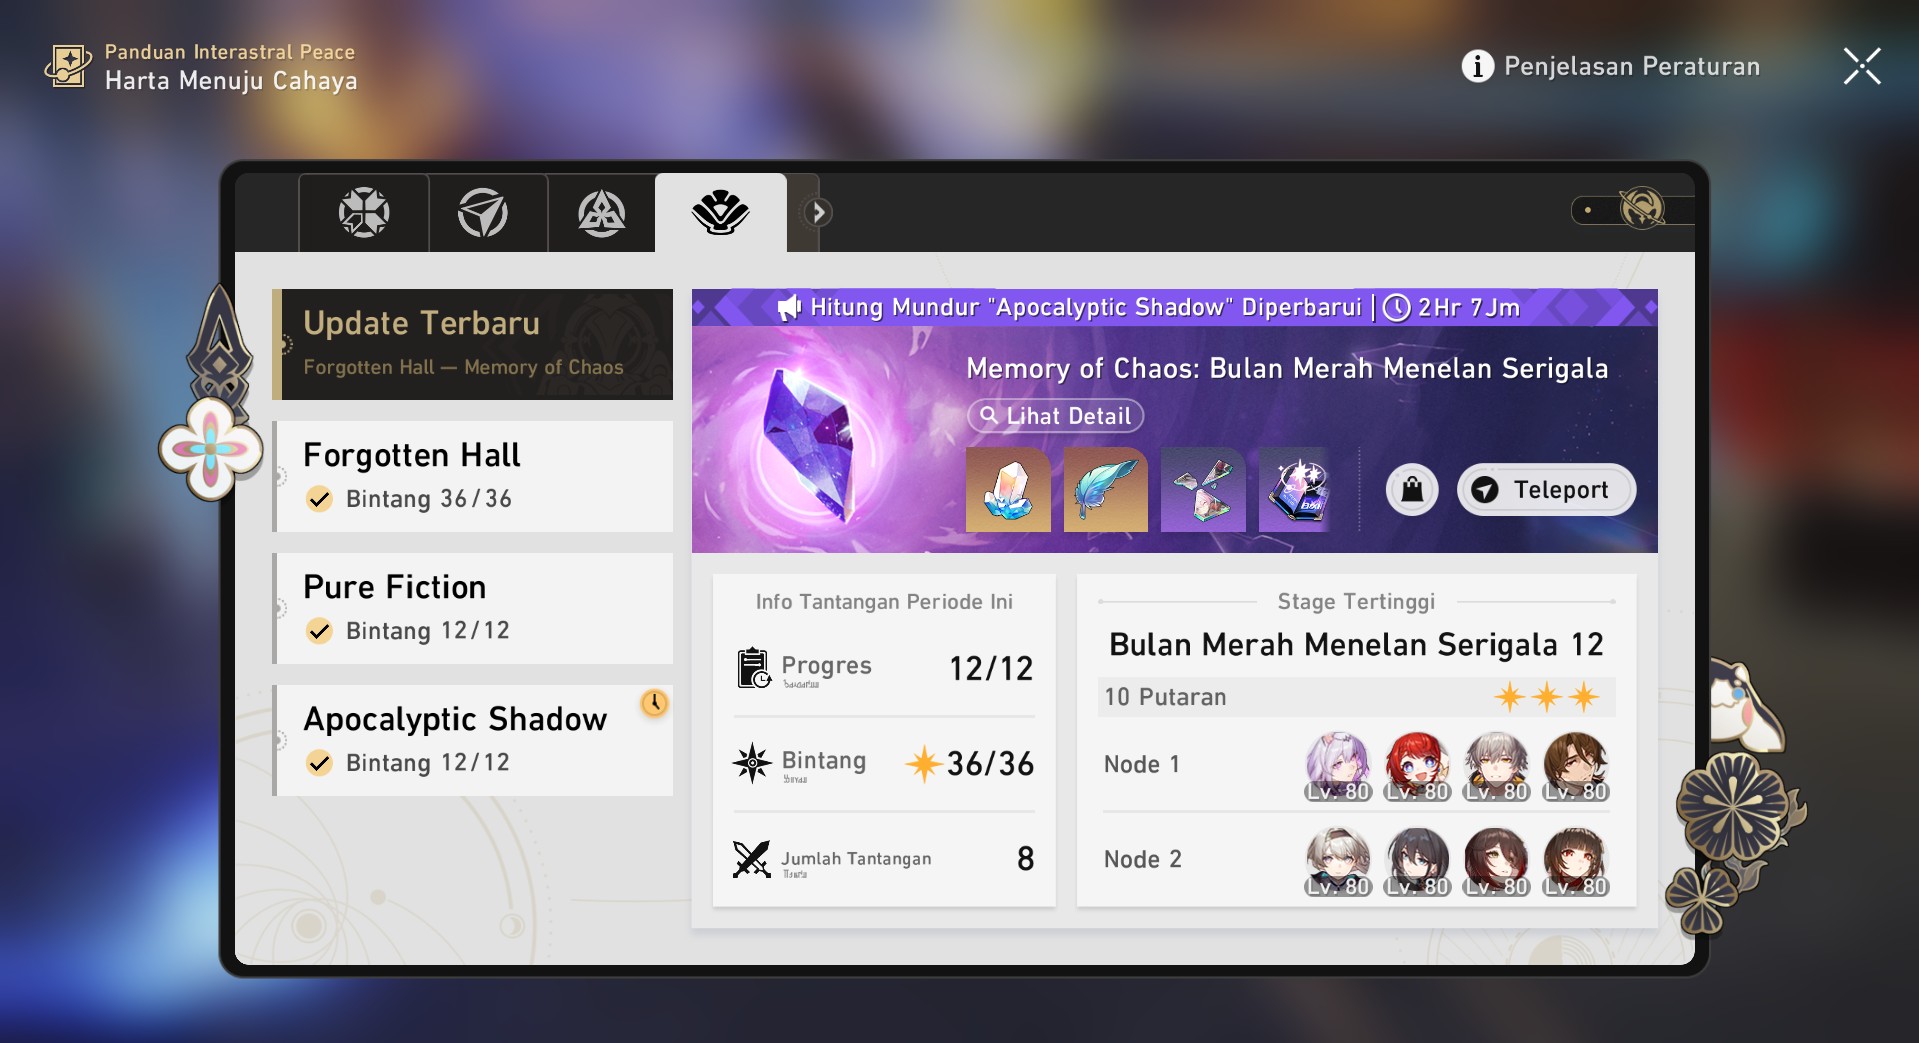 Panduan Interastral Peace
Harta Menuju Cahaya
Penjelasan Peraturan
Update Terbaru
Forgotten Hall — Memory of Chaos
Forgotten Hall
Bintang 36/36
Pure Fiction
Bintang 12/12
Apocalyptic Shadow
Bintang 12/12
Hitung Mundur "Apocalyptic Shadow" Diperbarui | 2Hr 7Jm
Memory of Chaos: Bulan Merah Menelan Serigala
Lihat Detail
Teleport
Info Tantangan Periode Ini
Progres 12/12
Bintang 36/36
Jumlah Tantangan 8
Stage Tertinggi
Bulan Merah Menelan Serigala 12
10 Putaran
Node 1
Lv. 80 Lv. 80 Lv. 80 Lv. 80
Node 2
Lv. 80 Lv. 80 Lv. 80 Lv. 80